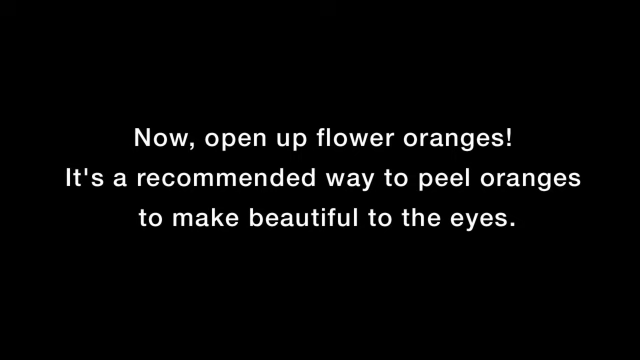 Now, open up flower oranges!
It's a recommended way to peel oranges
to make beautiful to the eyes.